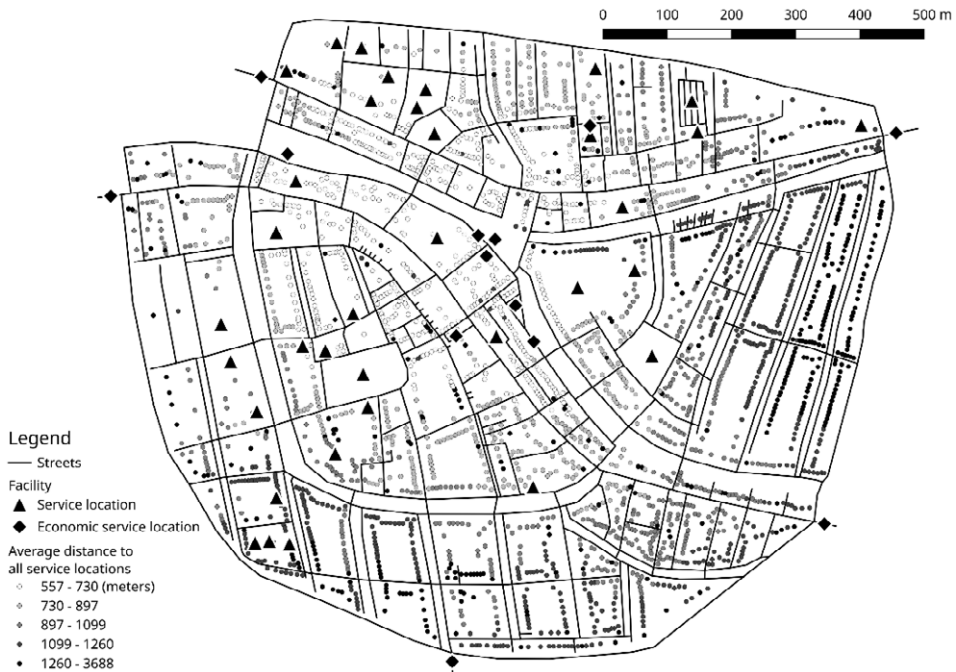 0 100 200 300 400 500 m
Legend
Streets
Facility
Service location
Economic service location
Average distance to
all service locations
557 - 730 (meters)
730 - 897
897 - 1099
1099 - 1260
1260 - 3688